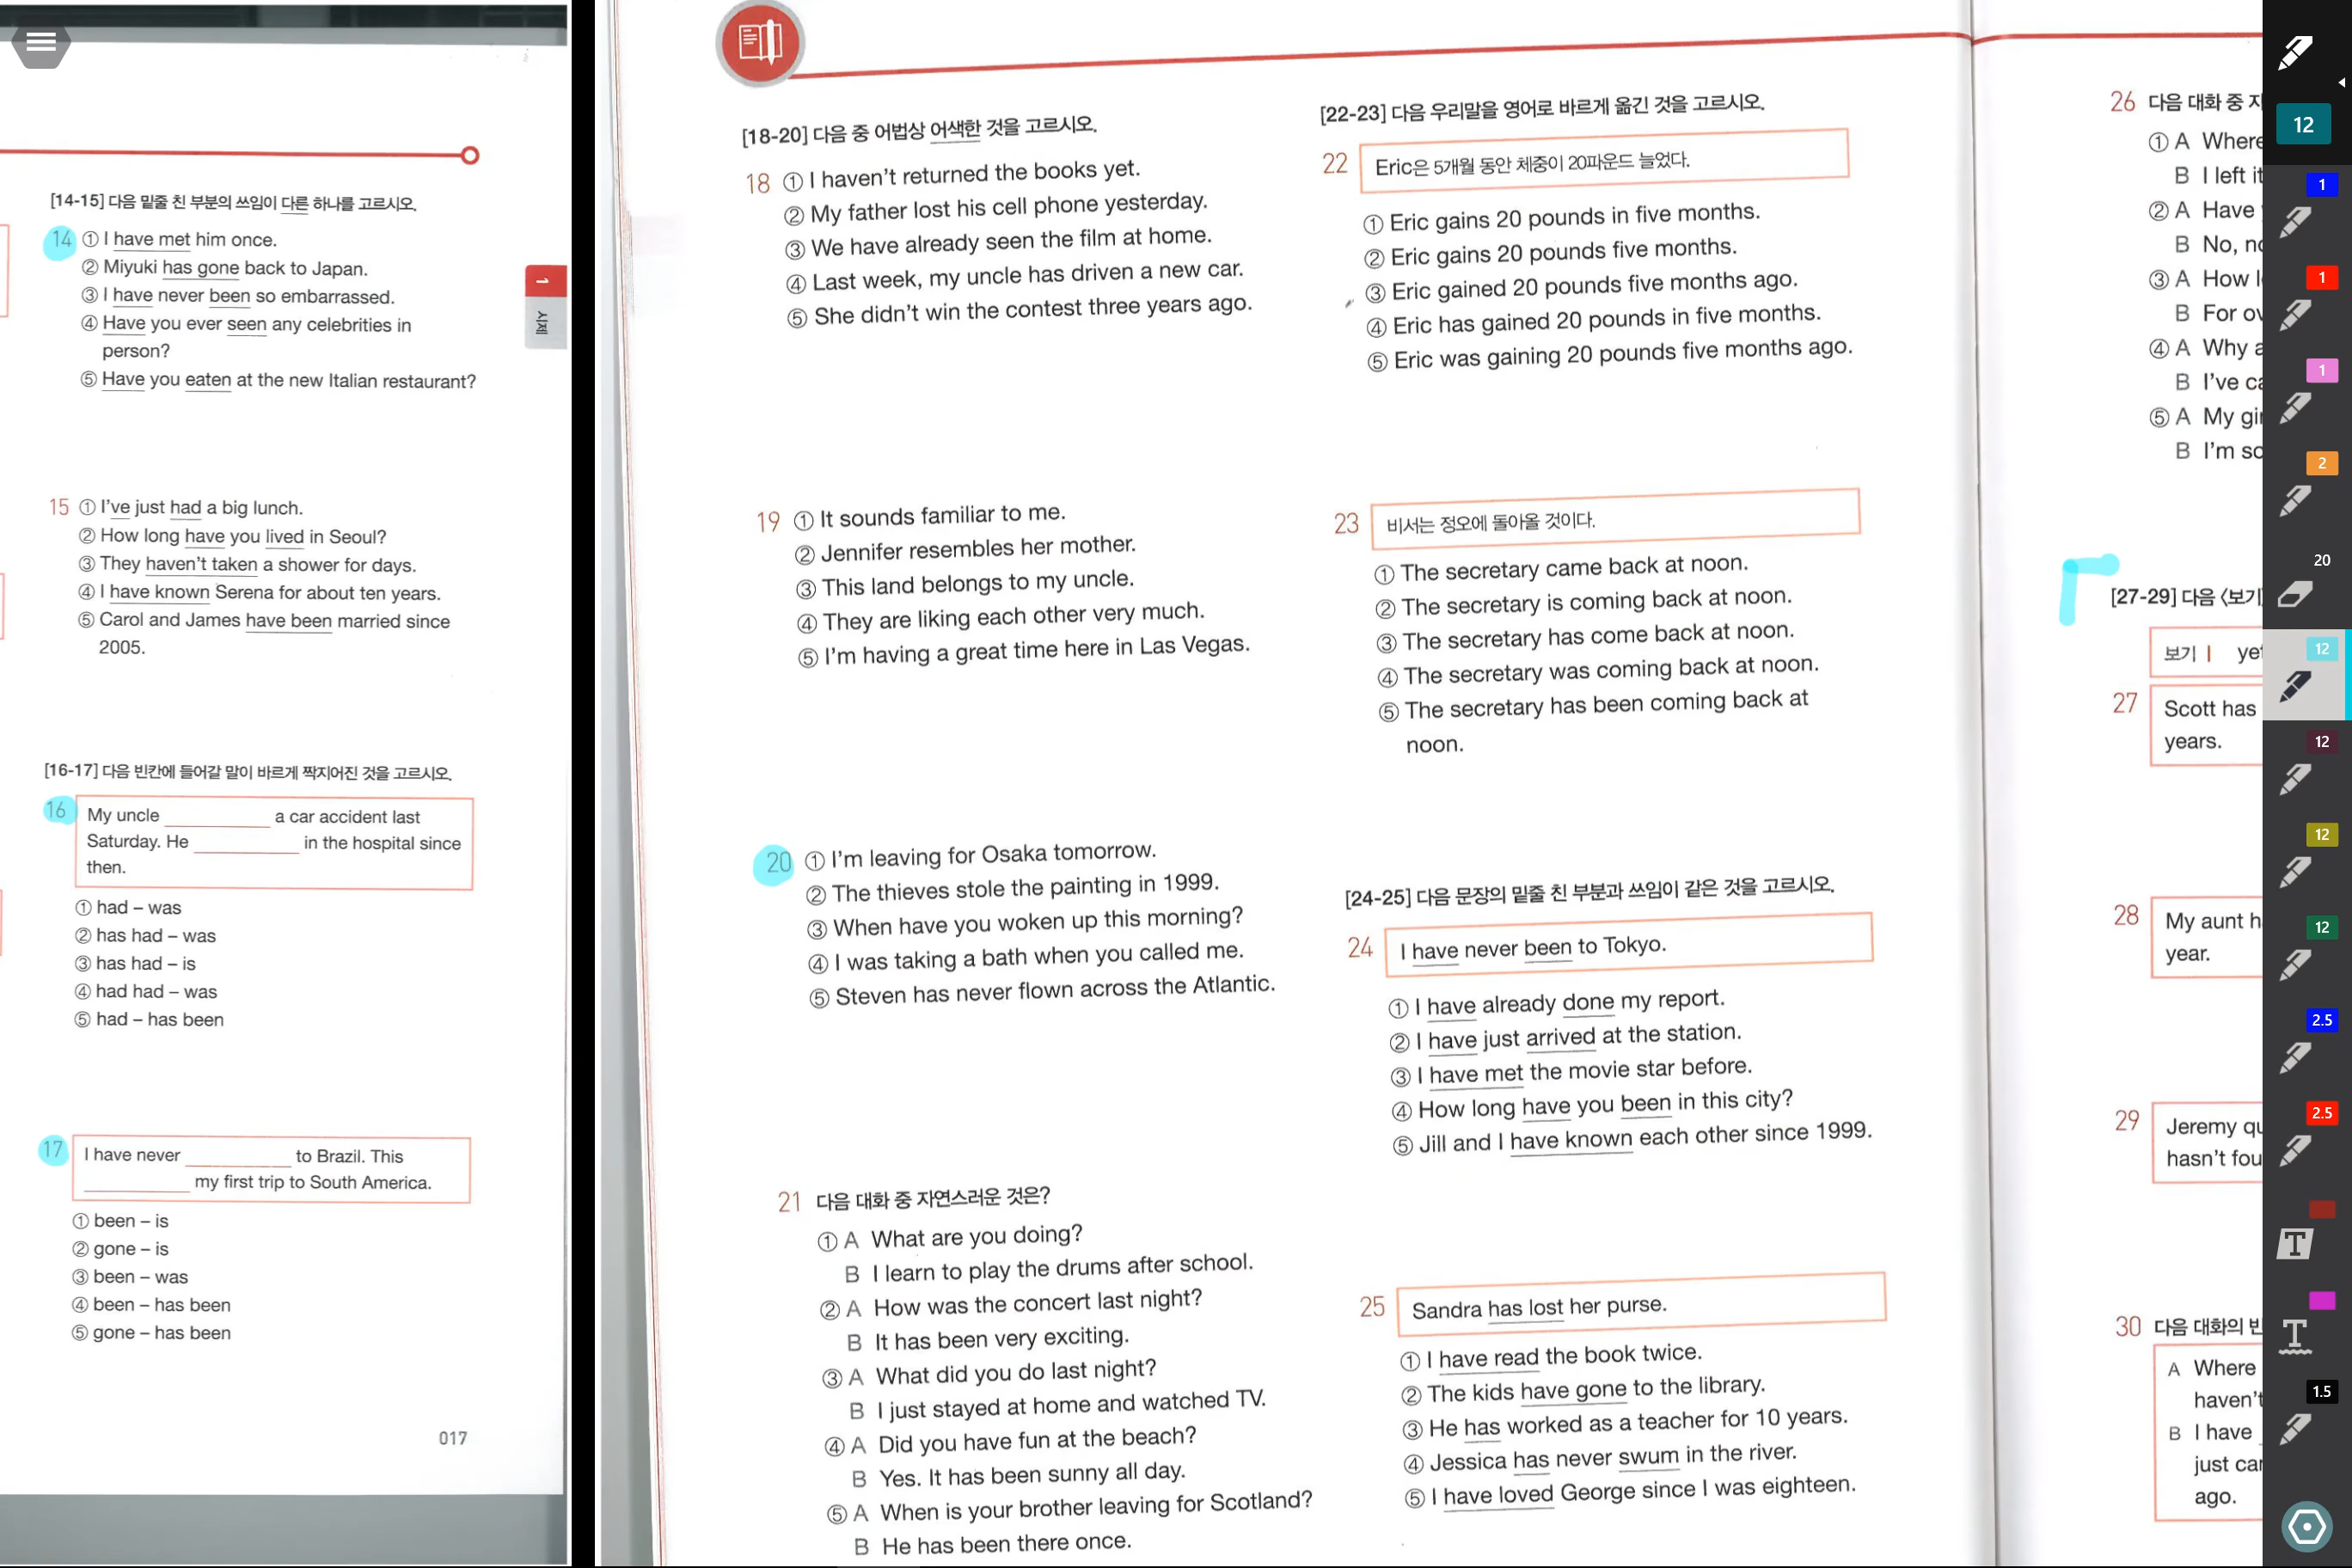 [14-15] 다음 밑줄 친 부분의 쓰임이 다른 하나를 고르시오.
14 ① I have met him once.
② Miyuki has gone back to Japan.
③ I have never been so embarrassed.
④ Have you ever seen any celebrities in
person?
⑤ Have you eaten at the new Italian restaurant?
1
시제
15 ① I've just had a big lunch.
② How long have you lived in Seoul?
③ They haven't taken a shower for days.
④ I have known Serena for about ten years.
⑤ Carol and James have been married since
2005.
[16-17] 다음 빈칸에 들어갈 말이 바르게 짝지어진 것을 고르시오.
16 My uncle __________ a car accident last
Saturday. He __________ in the hospital since
then.
① had – was
② has had – was
③ has had – is
④ had had – was
⑤ had – has been
17 I have never __________ to Brazil. This
__________ my first trip to South America.
① been – is
② gone – is
③ been – was
④ been – has been
⑤ gone – has been
017
[18-20] 다음 중 어법상 어색한 것을 고르시오.
18 ① I haven't returned the books yet.
② My father lost his cell phone yesterday.
③ We have already seen the film at home.
④ Last week, my uncle has driven a new car.
⑤ She didn't win the contest three years ago.
19 ① It sounds familiar to me.
② Jennifer resembles her mother.
③ This land belongs to my uncle.
④ They are liking each other very much.
⑤ I'm having a great time here in Las Vegas.
20 ① I'm leaving for Osaka tomorrow.
② The thieves stole the painting in 1999.
③ When have you woken up this morning?
④ I was taking a bath when you called me.
⑤ Steven has never flown across the Atlantic.
21 다음 대화 중 자연스러운 것은?
① A What are you doing?
B I learn to play the drums after school.
② A How was the concert last night?
B It has been very exciting.
③ A What did you do last night?
B I just stayed at home and watched TV.
④ A Did you have fun at the beach?
B Yes. It has been sunny all day.
⑤ A When is your brother leaving for Scotland?
B He has been there once.
[22-23] 다음 우리말을 영어로 바르게 옮긴 것을 고르시오.
22 Eric은 5개월 동안 체중이 20파운드 늘었다.
① Eric gains 20 pounds in five months.
② Eric gains 20 pounds five months.
③ Eric gained 20 pounds five months ago.
④ Eric has gained 20 pounds in five months.
⑤ Eric was gaining 20 pounds five months ago.
23 비서는 정오에 돌아올 것이다.
① The secretary came back at noon.
② The secretary is coming back at noon.
③ The secretary has come back at noon.
④ The secretary was coming back at noon.
⑤ The secretary has been coming back at
noon.
[24-25] 다음 문장의 밑줄 친 부분과 쓰임이 같은 것을 고르시오.
24 I have never been to Tokyo.
① I have already done my report.
② I have just arrived at the station.
③ I have met the movie star before.
④ How long have you been in this city?
⑤ Jill and I have known each other since 1999.
25 Sandra has lost her purse.
① I have read the book twice.
② The kids have gone to the library.
③ He has worked as a teacher for 10 years.
④ Jessica has never swum in the river.
⑤ I have loved George since I was eighteen.
26 다음 대화 중
① A Where
B I left it
② A Have
B No,
③ A How
B For
④ A Why
B I've
⑤ A My
B I'm
[27-29] 다음 〈보기
보기 |
27 Scott has
years.
28 My aunt
year.
29 Jeremy
hasn't
30 다음 대화의
A Where
haven't
B I have
just
ago.
12
1
1
1
2
20
12
12
12
12
2.5
2.5
T
T
1.5